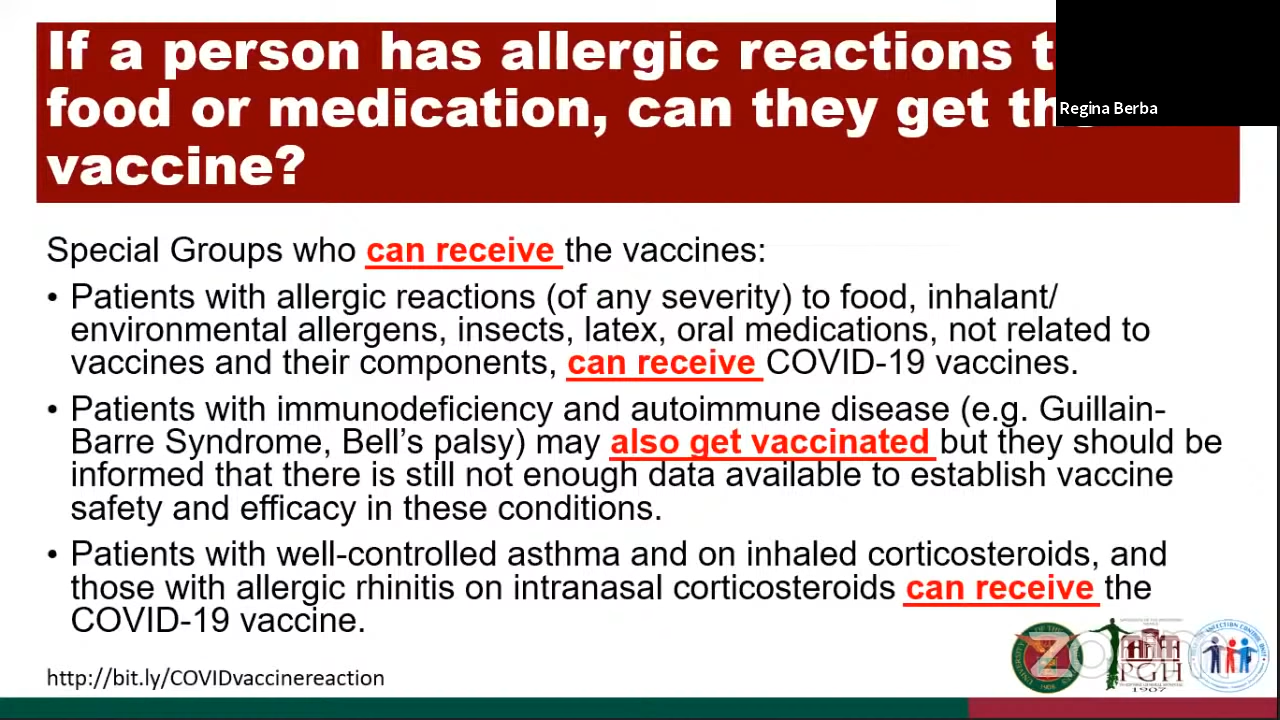 If a person has allergic reactions t
food or medication, can they get th
vaccine?
Regina Berba
Special Groups who can receive the vaccines:
• Patients with allergic reactions (of any severity) to food, inhalant/
environmental allergens, insects, latex, oral medications, not related to
vaccines and their components, can receive COVID-19 vaccines.
• Patients with immunodeficiency and autoimmune disease (e.g. Guillain-
Barre Syndrome, Bell's palsy) may also get vaccinated but they should be
informed that there is still not enough data available to establish vaccine
safety and efficacy in these conditions.
• Patients with well-controlled asthma and on inhaled corticosteroids, and
those with allergic rhinitis on intranasal corticosteroids can receive the
COVID-19 vaccine.
http://bit.ly/COVIDvaccinereaction
zoom
PGH
1907